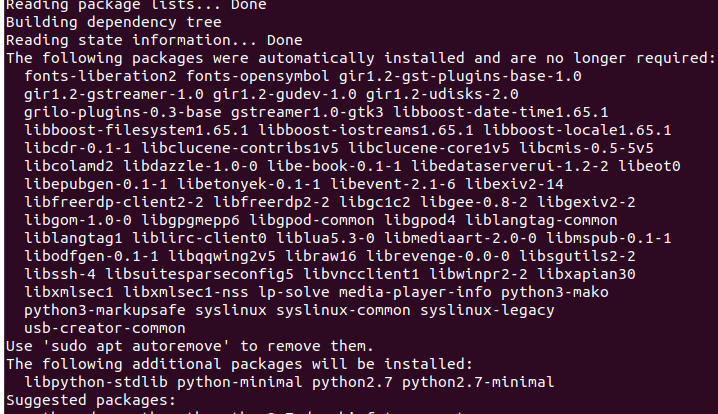 Reading package lists... Done
Building dependency tree
Reading state information... Done
The following packages were automatically installed and are no longer required:
  fonts-liberation2 fonts-opensymbol gir1.2-gst-plugins-base-1.0
  gir1.2-gstreamer-1.0 gir1.2-gudev-1.0 gir1.2-udisks-2.0
  grilo-plugins-0.3-base gstreamer1.0-gtk3 libboost-date-time1.65.1
  libboost-filesystem1.65.1 libboost-iostreams1.65.1 libboost-locale1.65.1
  libcdr-0.1-1 libclucene-contribs1v5 libclucene-core1v5 libcmis-0.5-5v5
  libcolamd2 libdazzle-1.0-0 libe-book-0.1-1 libedataserverui-1.2-2 libeot0
  libepubgen-0.1-1 libetonyek-0.1-1 libevent-2.1-6 libexiv2-14
  libfreerdp-client2-2 libfreerdp2-2 libgc1c2 libgee-0.8-2 libgexiv2-2
  libgom-1.0-0 libgpgmepp6 libgpod-common libgpod4 liblangtag-common
  liblangtag1 liblirc-client0 liblua5.3-0 libmediaart-2.0-0 libmspub-0.1-1
  libodfgen-0.1-1 libqqwing2v5 libraw16 librevenge-0.0-0 libsgutils2-2
  libssh-4 libsuitesparseconfig5 libvncclient1 libwinpr2-2 libxapian30
  libxmlsec1 libxmlsec1-nss lp-solve media-player-info python3-mako
  python3-markupsafe syslinux syslinux-common syslinux-legacy
  usb-creator-common
Use 'sudo apt autoremove' to remove them.
The following additional packages will be installed:
  libpython-stdlib python-minimal python2.7 python2.7-minimal
Suggested packages: